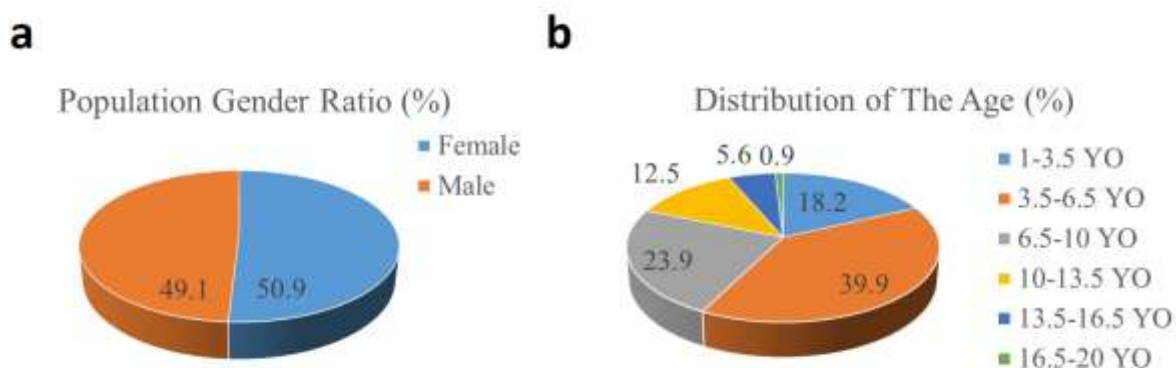 a
Population Gender Ratio (%)
Female
Male
49.1
50.9
b
Distribution of The Age (%)
5.6
0.9
12.5
18.2
23.9
39.9
1-3.5 YO
3.5-6.5 YO
6.5-10 YO
10-13.5 YO
13.5-16.5 YO
16.5-20 YO